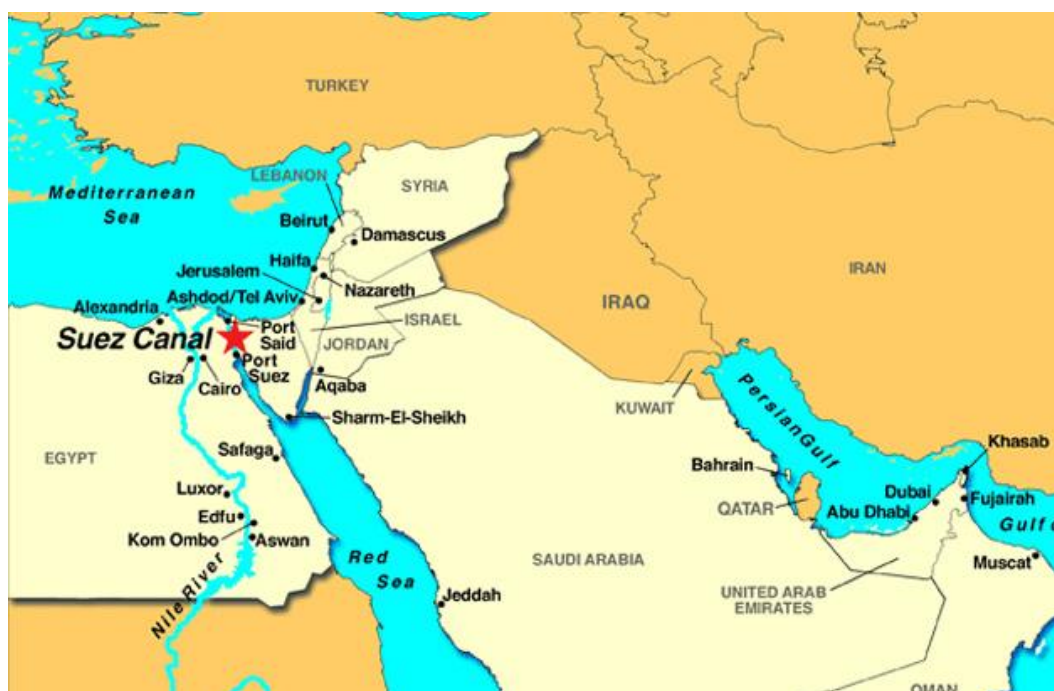 TURKEY
LEBANON
SYRIA
Mediterranean
Sea
Beirut
Damascus
Haifa
IRAN
Jerusalem
Nazareth
Ashdod/Tel Aviv
IRAQ
Alexandria
Port
Said
ISRAEL
Suez Canal
JORDAN
Port
Suez
Giza
Cairo
Aqaba
Persian Gulf
KUWAIT
Sharm-El-Sheikh
Safaga
EGYPT
Khasab
Bahrain
Luxor
Dubai
Fujairah
QATAR
Abu Dhabi
Edfu
Gulf
Kom Ombo
Aswan
Red
Sea
SAUDI ARABIA
Muscat
UNITED ARAB
EMIRATES
Jeddah
Nile River
OMAN